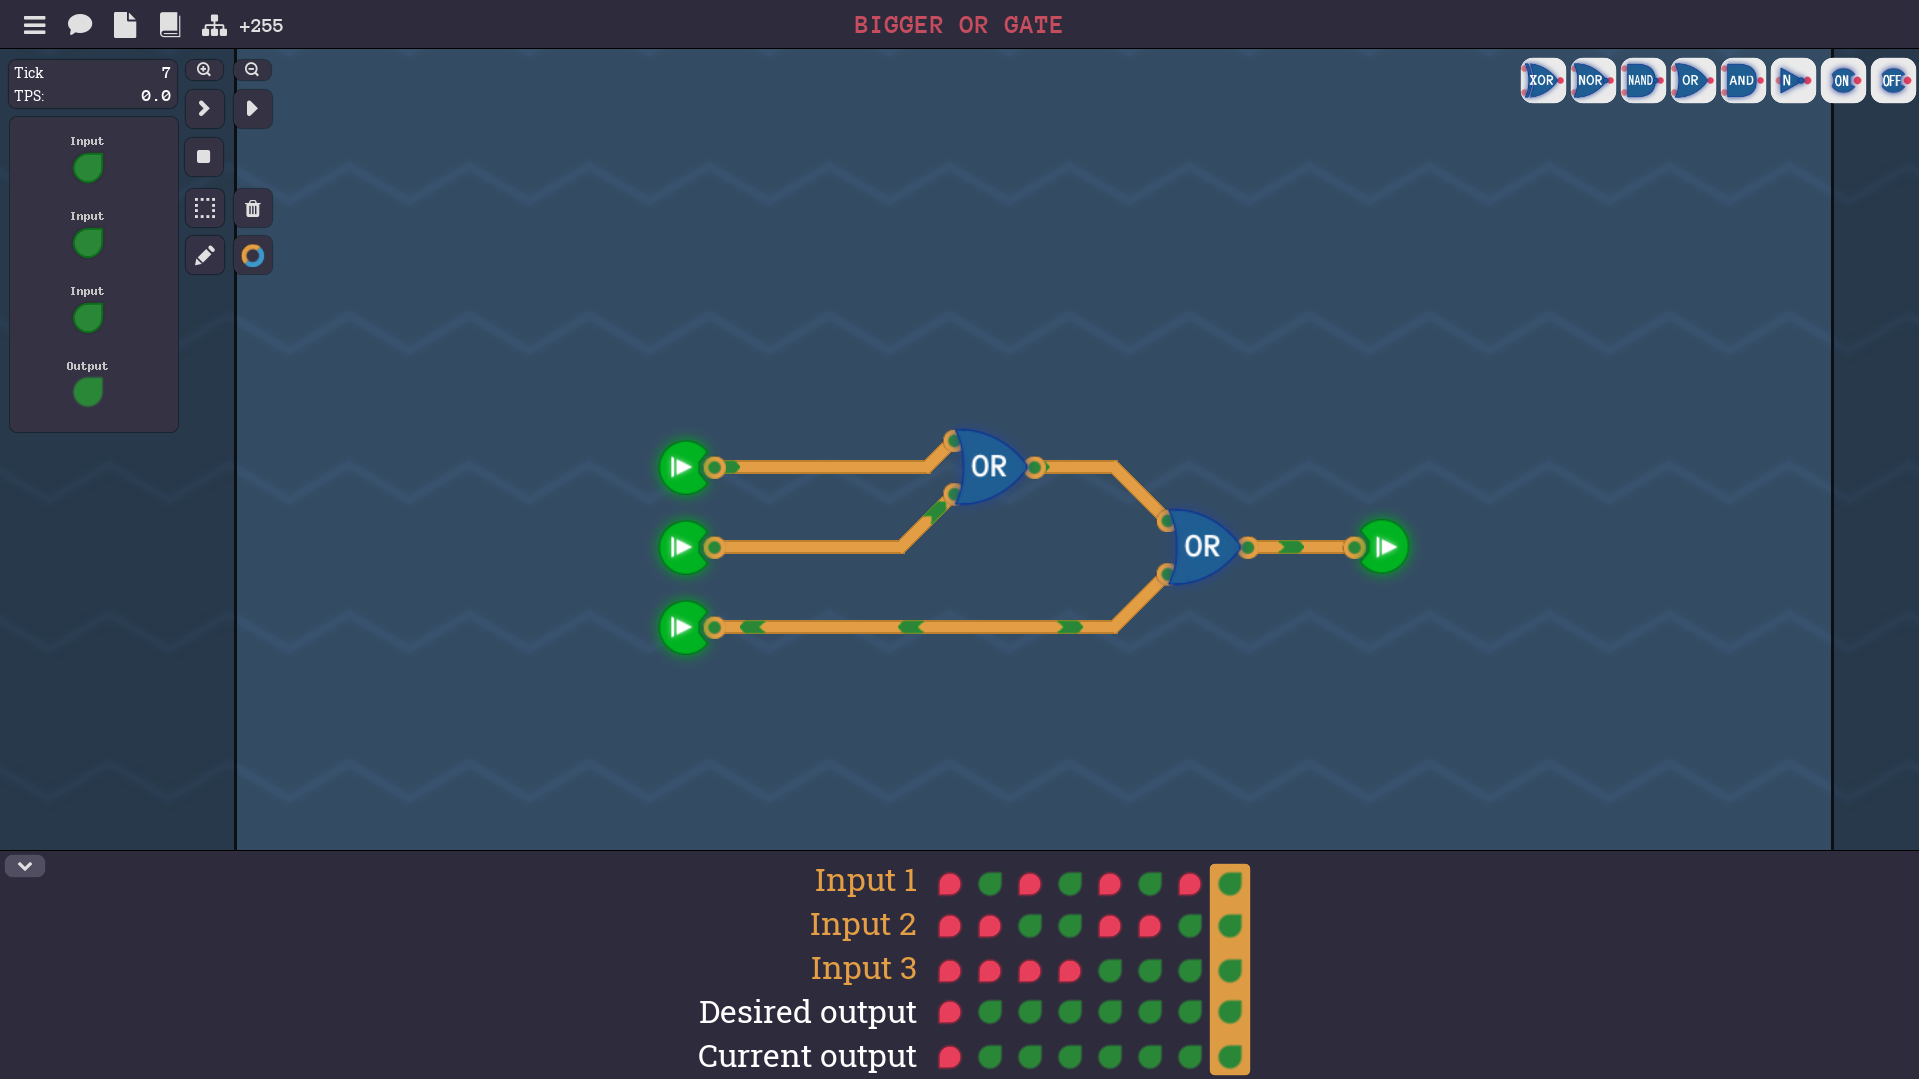 +255
BIGGER OR GATE
Tick 7
TPS: 0.0
XOR NOR NAND OR AND N ON OFF
Input
Input
Input
Output
OR
OR
Input 1
Input 2
Input 3
Desired output
Current output